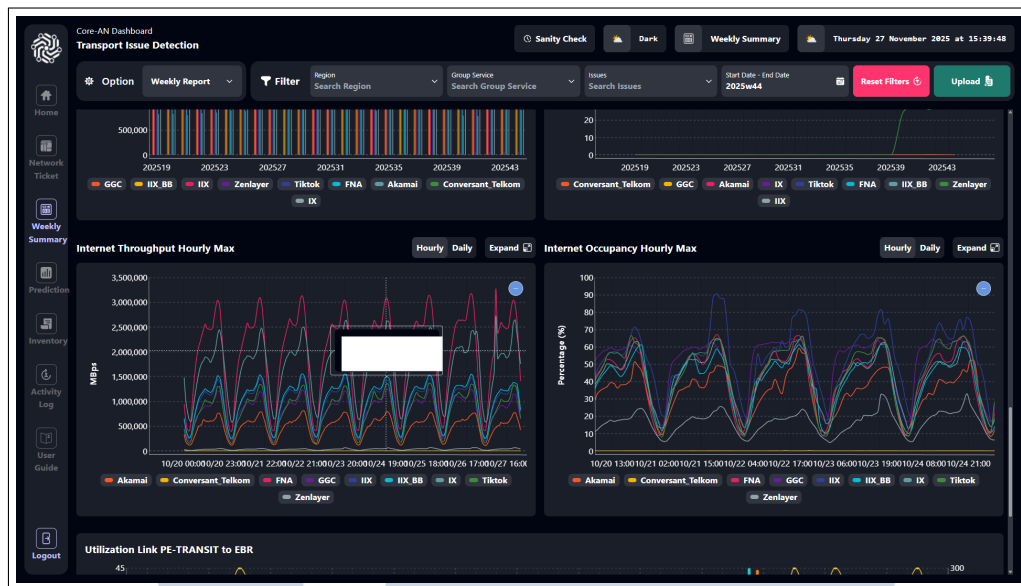 Core-AN Dashboard
Transport Issue Detection
Sanity Check
Dark
Weekly Summary
Thursday 27 November 2025 at 15:39:48
Option
Weekly Report
Filter
Region
Search Region
Group Service
Search Group Service
Issues
Search Issues
Start Date - End Date
2025w44
Reset Filters
Upload
Home
Network
Ticket
Weekly
Summary
Prediction
Inventory
Activity
Log
User
Guide
Logout
500,000
0
202519 202523 202527 202531 202535 202539 202543
GGC IIX_BB IIX Zenlayer Tiktok FNA Akamai Conversant_Telkom
IX
20
10
0
202519 202523 202527 202531 202535 202539 202543
Conversant_Telkom GGC Akamai IX Tiktok FNA IIX_BB Zenlayer
IIX
Internet Throughput Hourly Max
Hourly Daily Expand
3,500,000
3,000,000
2,500,000
2,000,000
1,500,000
1,000,000
500,000
0
MBps
10/20 00:00 10/20 23:00 10/21 22:00 10/22 21:00 10/23 20:00 10/24 19:00 10/25 18:00 10/26 17:00 10/27 16:00
Akamai Conversant_Telkom FNA GGC IIX IIX_BB IX Tiktok
Zenlayer
Internet Occupancy Hourly Max
Hourly Daily Expand
100
90
80
70
60
50
40
30
20
10
0
Percentage (%)
10/20 13:00 10/21 02:00 10/21 15:00 10/22 04:00 10/22 17:00 10/23 06:00 10/23 19:00 10/24 08:00 10/24 21:00
Akamai Conversant_Telkom FNA GGC IIX IIX_BB IX Tiktok
Zenlayer
Utilization Link PE-TRANSIT to EBR
45
300